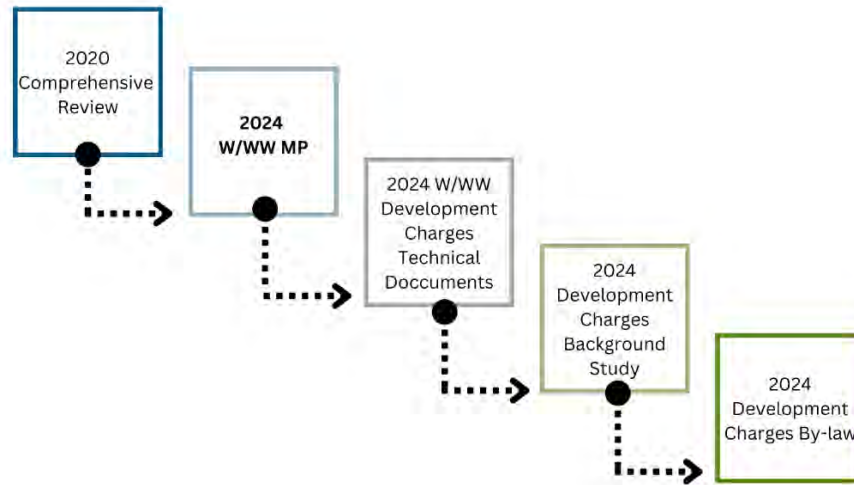 2020
Comprehensive
Review
2024
W/WW MP
2024 W/WW
Development
Charges
Technical
Doccuments
2024
Development
Charges
Background
Study
2024
Development
Charges By-law